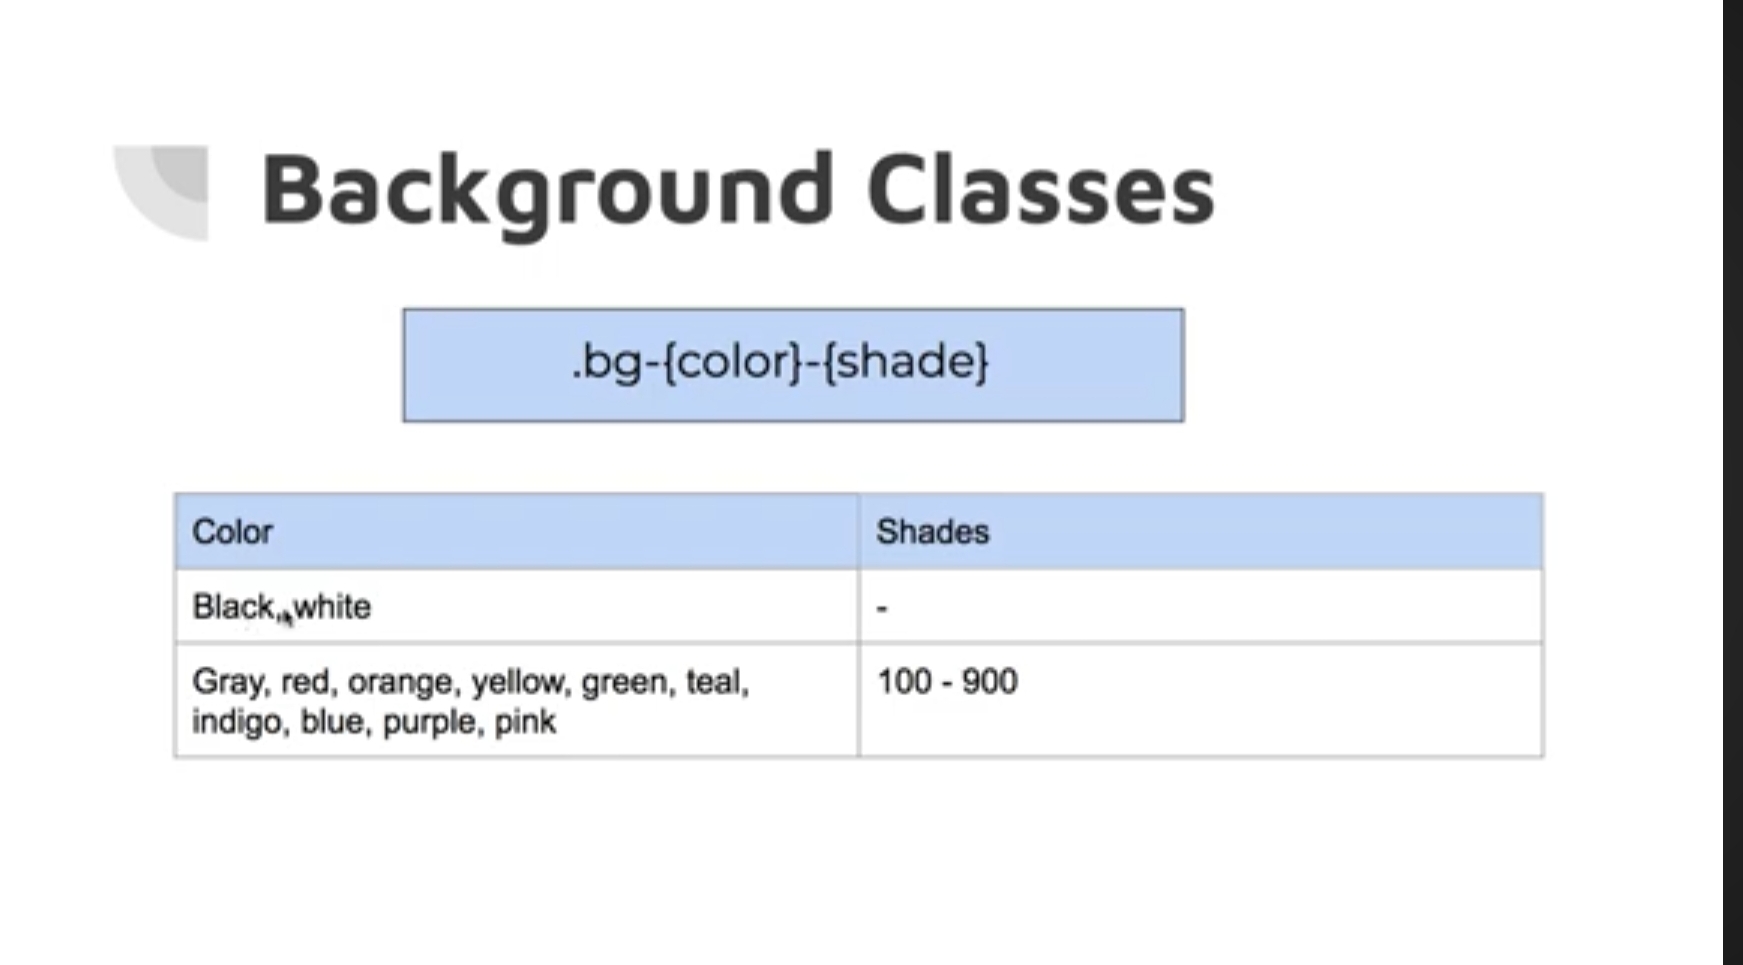 Background Classes
.bg-{color}-{shade}
Color
Shades
Black, white
-
Gray, red, orange, yellow, green, teal,
indigo, blue, purple, pink
100 - 900